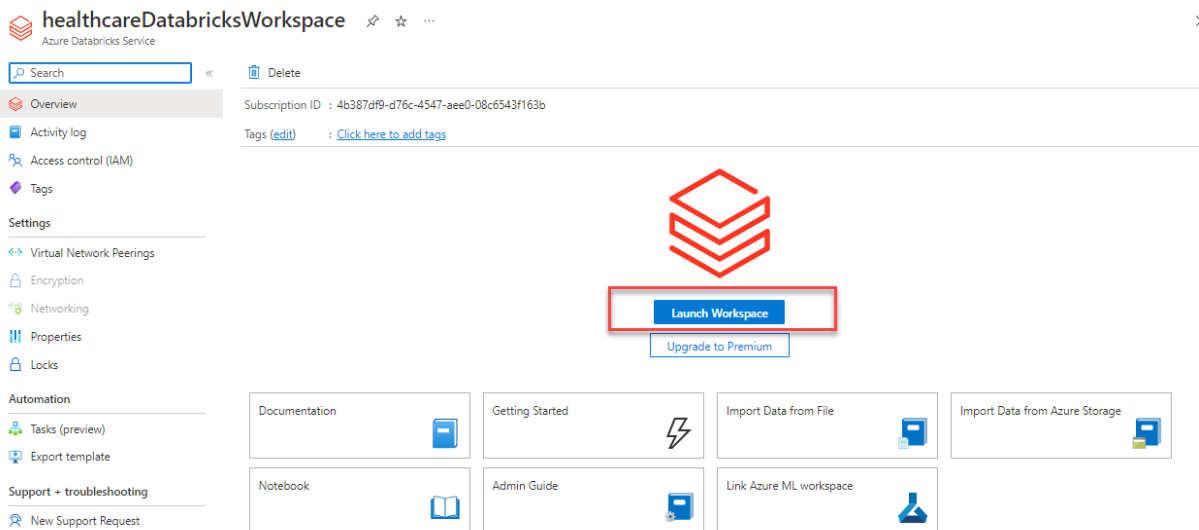 healthcareDatabricksWorkspace
Azure Databricks Service
Search
Overview
Activity log
Access control (IAM)
Tags
Settings
Virtual Network Peerings
Encryption
Networking
Properties
Locks
Automation
Tasks (preview)
Export template
Support + troubleshooting
New Support Request
Delete
Subscription ID : 4b387df9-d76c-4547-aee0-08c6543f163b
Tags (edit) : Click here to add tags
Launch Workspace
Upgrade to Premium
Documentation
Getting Started
Import Data from File
Import Data from Azure Storage
Notebook
Admin Guide
Link Azure ML workspace